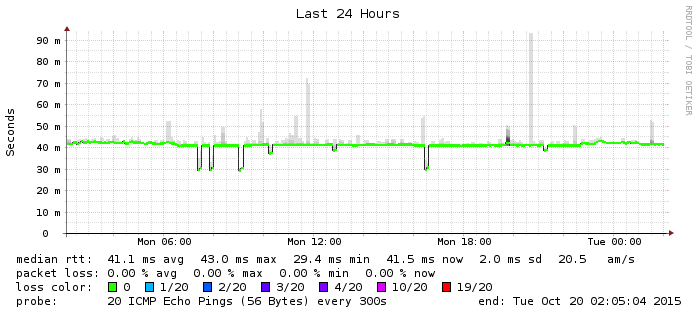 Last 24 Hours
RRDTOOL / TOBI OETIKER
Seconds
90 m
80 m
70 m
60 m
50 m
40 m
30 m
20 m
10 m
0
Mon 06:00 Mon 12:00 Mon 18:00 Tue 00:00
median rtt: 41.1 ms avg 43.0 ms max 29.4 ms min 41.5 ms now 2.0 ms sd 20.5 am/s
packet loss: 0.00 % avg 0.00 % max 0.00 % min 0.00 % now
loss color: 0 1/20 2/20 3/20 4/20 10/20 19/20
probe: 20 ICMP Echo Pings (56 Bytes) every 300s end: Tue Oct 20 02:05:04 2015